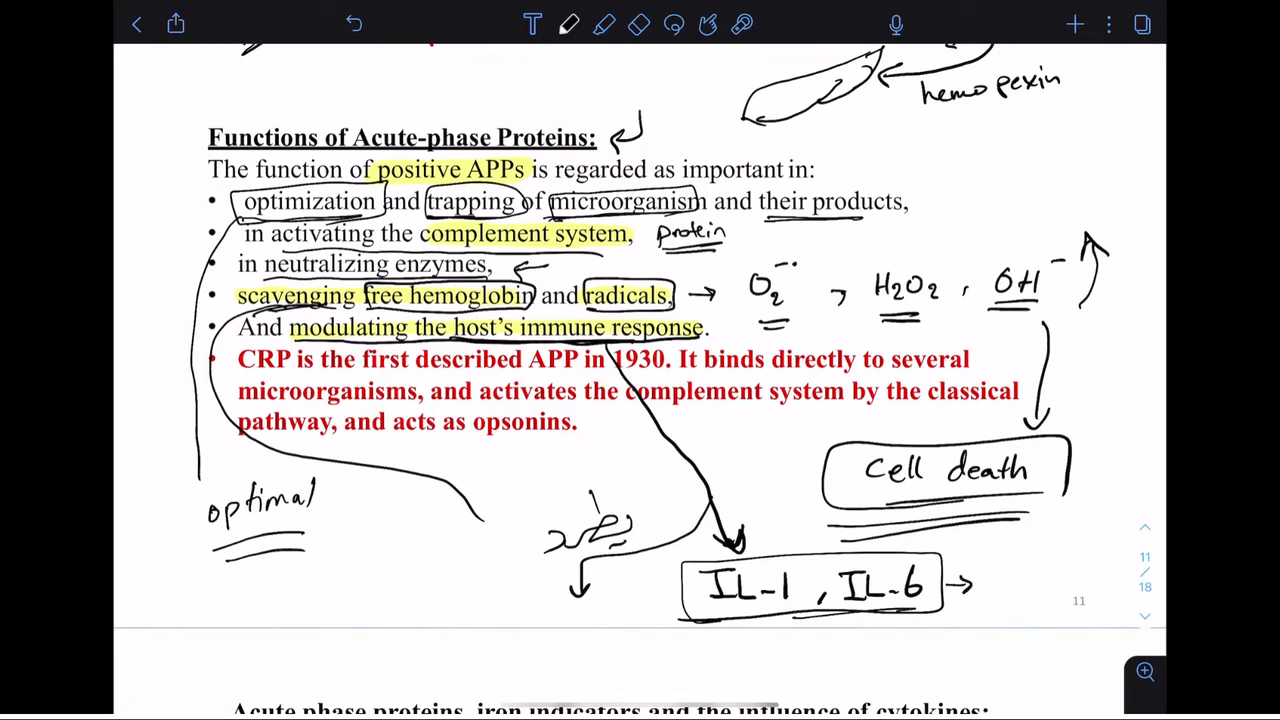 hemopexin
Functions of Acute-phase Proteins:
The function of positive APPs is regarded as important in:
• optimization and trapping of microorganism and their products,
• in activating the complement system, protein
• in neutralizing enzymes,
• scavenging free hemoglobin and radicals, → O₂⁻·, H₂O₂, OH⁻
• And modulating the host's immune response.
• CRP is the first described APP in 1930. It binds directly to several
microorganisms, and activates the complement system by the classical
pathway, and acts as opsonins.
cell death
optimal
IL-1, IL-6 →
11
/
18
11
Acute phase proteins, iron indicators and the influence of cytokines: